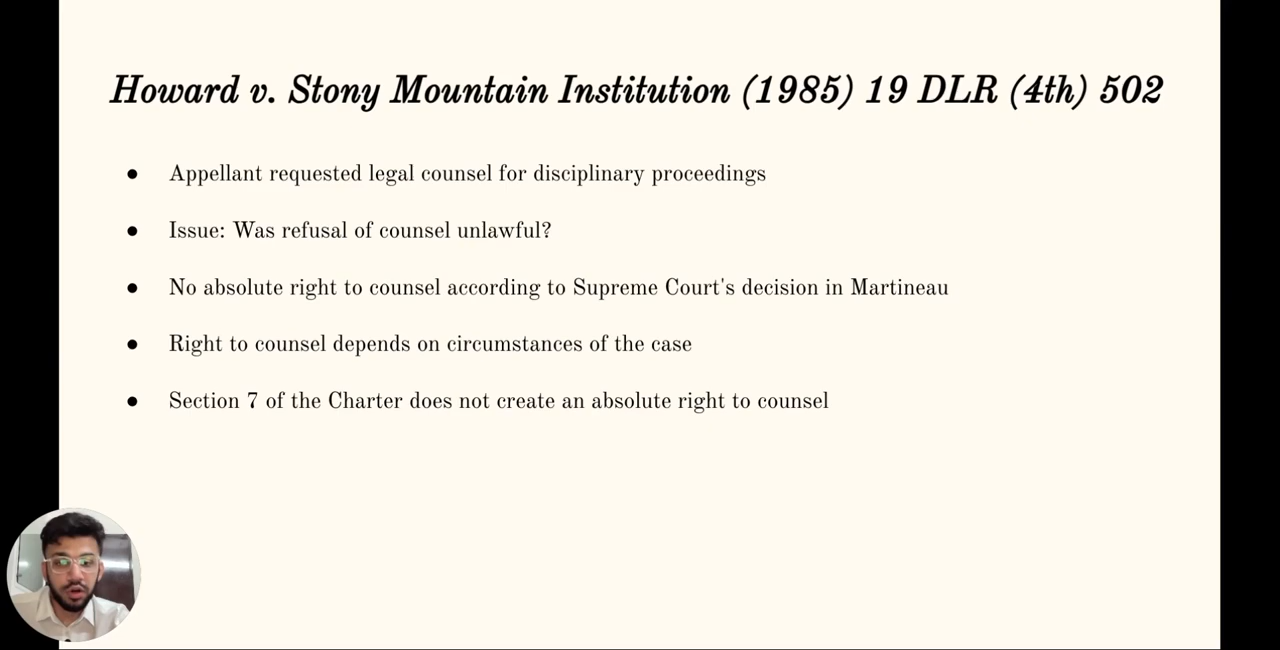 Howard v. Stony Mountain Institution (1985) 19 DLR (4th) 502
● Appellant requested legal counsel for disciplinary proceedings
● Issue: Was refusal of counsel unlawful?
● No absolute right to counsel according to Supreme Court's decision in Martineau
● Right to counsel depends on circumstances of the case
● Section 7 of the Charter does not create an absolute right to counsel